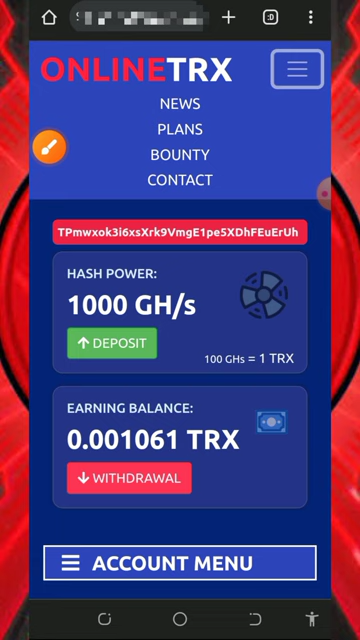 ONLINETRX
NEWS
PLANS
BOUNTY
CONTACT
TPmwxok3i6xsXrk9VmgE1pe5XDhFEuErUh
HASH POWER:
1000 GH/s
DEPOSIT
100 GHs = 1 TRX
EARNING BALANCE:
0.001061 TRX
WITHDRAWAL
ACCOUNT MENU